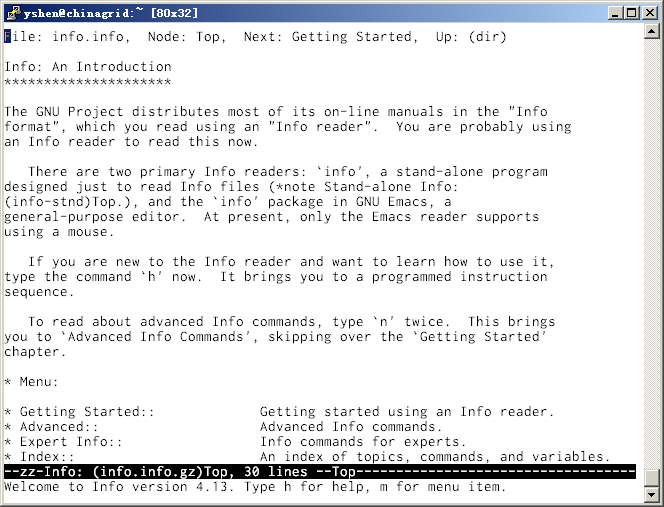 yshen@chinagrid:~ [80x32]
File: info.info,  Node: Top,  Next: Getting Started,  Up: (dir)
Info: An Introduction
*********************
The GNU Project distributes most of its on-line manuals in the "Info
format", which you read using an "Info reader".  You are probably using
an Info reader to read this now.
   There are two primary Info readers: `info', a stand-alone program
designed just to read Info files (*note Stand-alone Info:
(info-stnd)Top.), and the `info' package in GNU Emacs, a
general-purpose editor.  At present, only the Emacs reader supports
using a mouse.
   If you are new to the Info reader and want to learn how to use it,
type the command `h' now.  It brings you to a programmed instruction
sequence.
   To read about advanced Info commands, type `n' twice.  This brings
you to `Advanced Info Commands', skipping over the `Getting Started'
chapter.
* Menu:
* Getting Started::             Getting started using an Info reader.
* Advanced::                    Advanced Info commands.
* Expert Info::                 Info commands for experts.
* Index::                       An index of topics, commands, and variables.
--zz-Info: (info.info.gz)Top, 30 lines --Top-----------------------------------
Welcome to Info version 4.13. Type h for help, m for menu item.